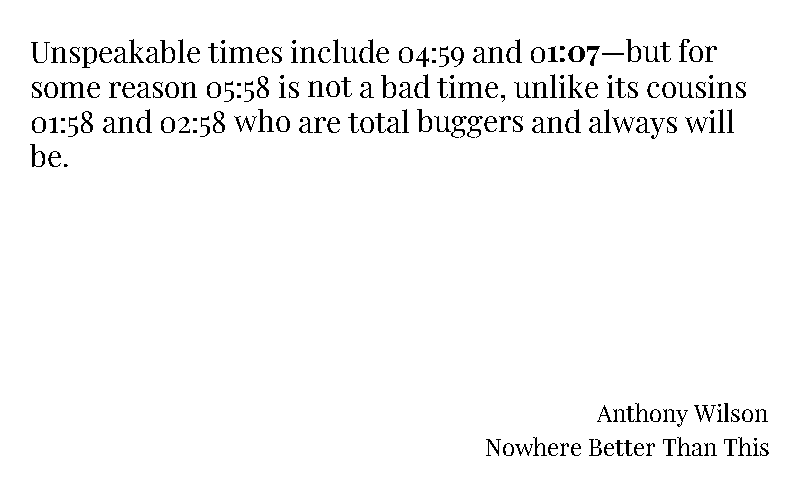 Unspeakable times include 04:59 and 01:07—but for
some reason 05:58 is not a bad time, unlike its cousins
01:58 and 02:58 who are total buggers and always will
be.
Anthony Wilson
Nowhere Better Than This